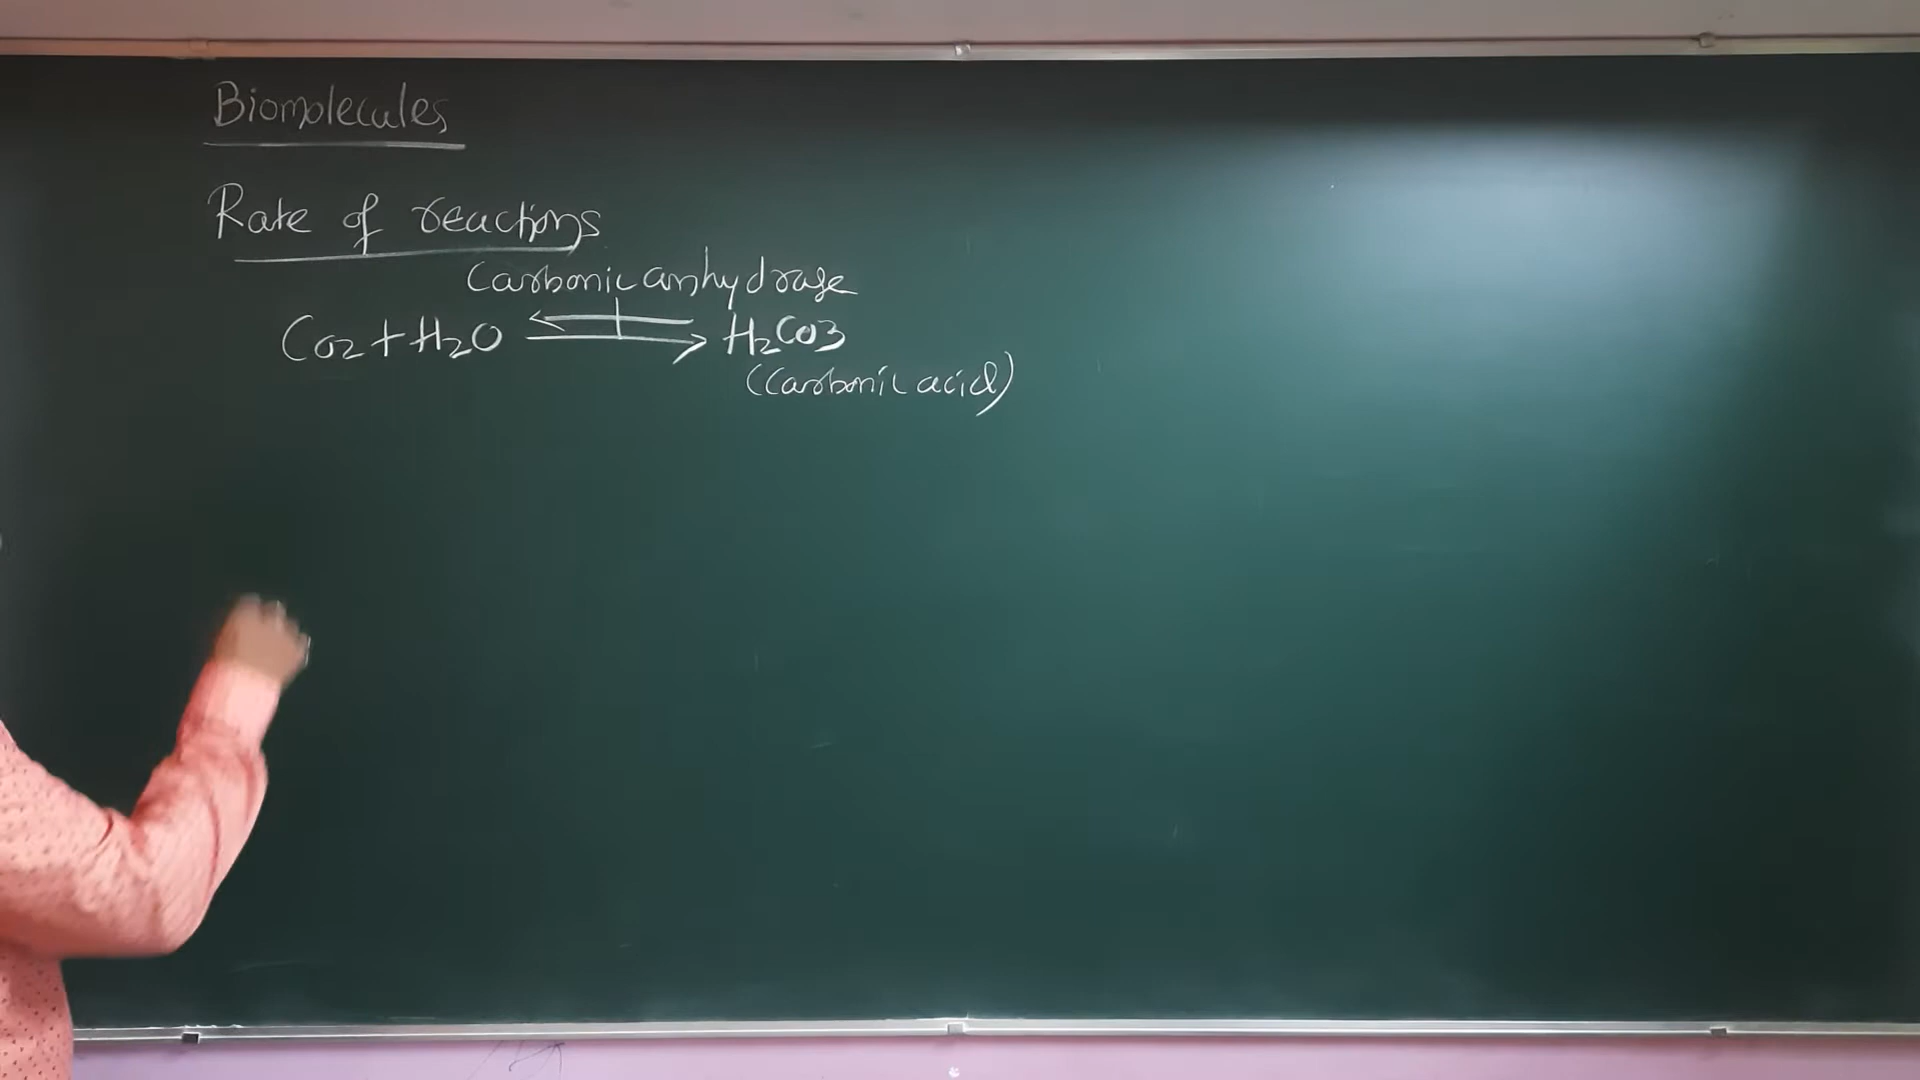 Biomolecules
Rate of reactions
Carbonic anhydrase
CO2 + H2O ⇌ H2CO3
(Carbonic acid)